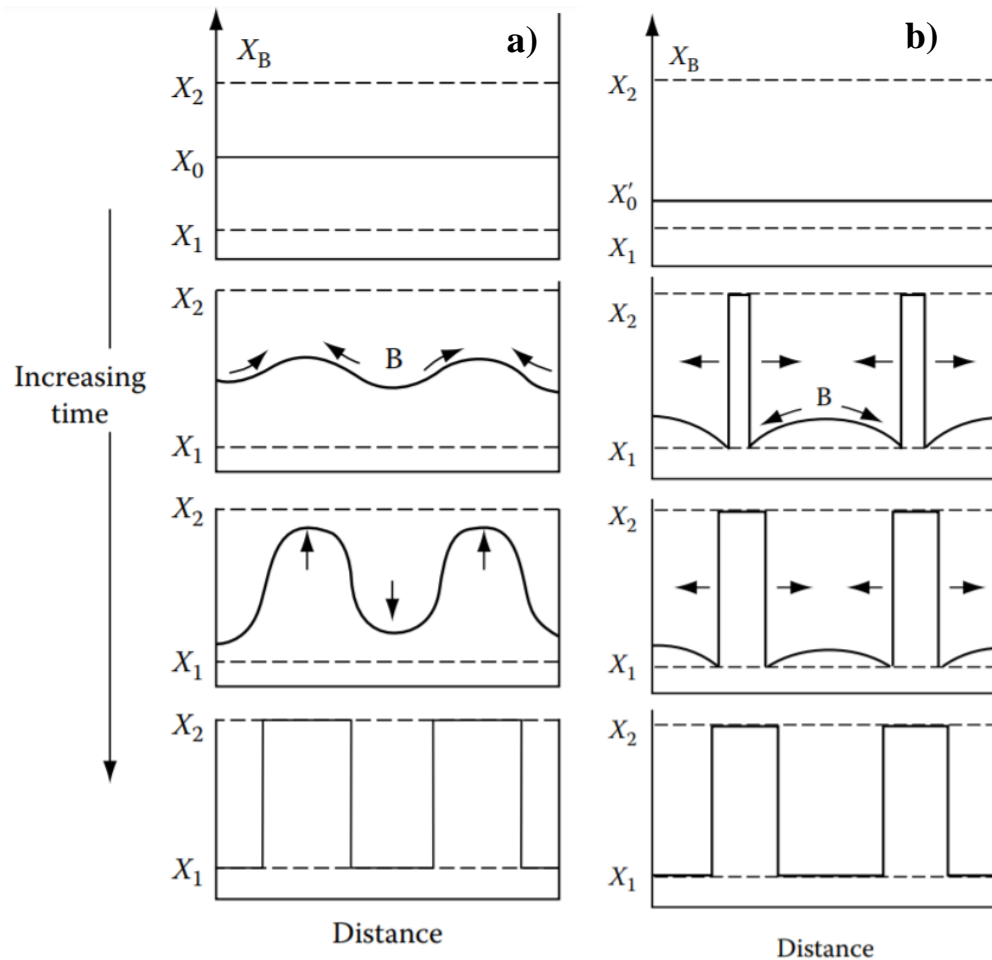 a)
X_B
X_2
X_0
X_1
X_2
B
X_1
X_2
X_1
X_2
X_1
Distance
Increasing
time
b)
X_B
X_2
X′_0
X_1
X_2
B
X_1
X_2
X_1
X_2
X_1
Distance